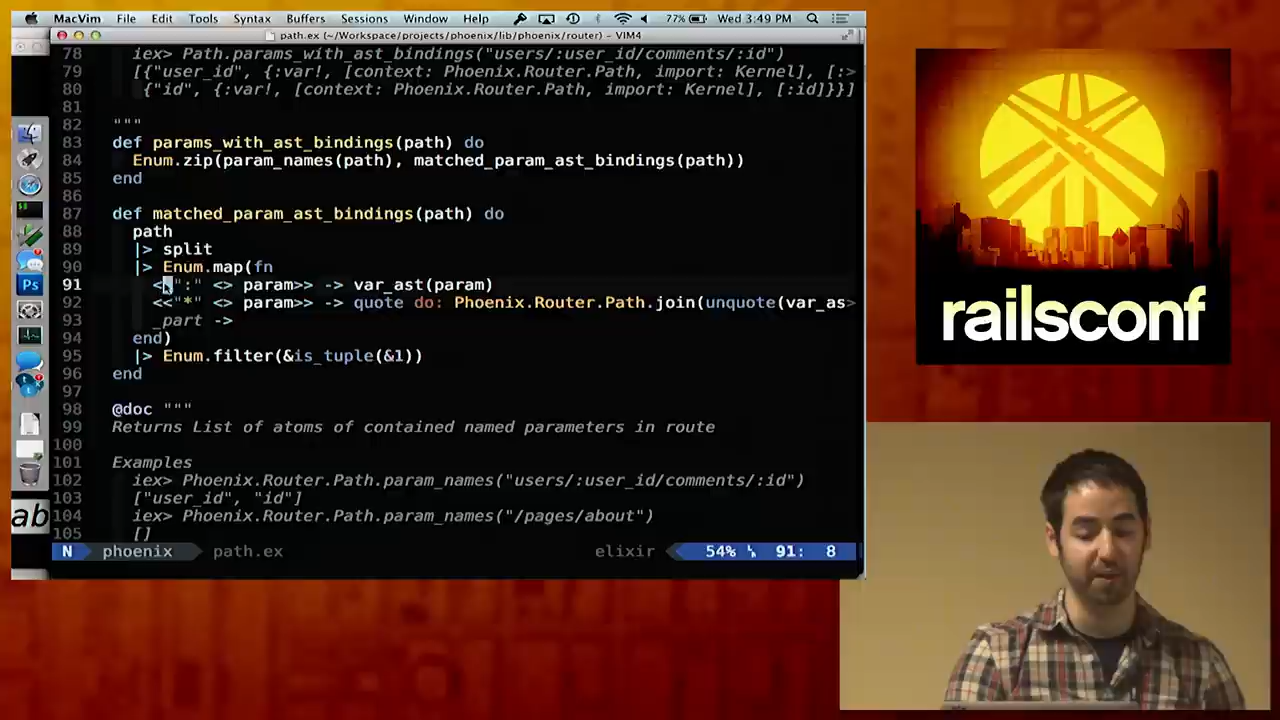 MacVim File Edit Tools Syntax Buffers Sessions Window Help 77% Wed 3:49 PM
path.ex (~/Workspace/projects/phoenix/lib/phoenix/router) - VIM4
78 iex> Path.params_with_ast_bindings("users/:user_id/comments/:id")
79 [{"user_id", {:var!, [context: Phoenix.Router.Path, import: Kernel], [:>
80 {"id", {:var!, [context: Phoenix.Router.Path, import: Kernel], [:id]}}]
81
82 """
83 def params_with_ast_bindings(path) do
84 Enum.zip(param_names(path), matched_param_ast_bindings(path))
85 end
86
87 def matched_param_ast_bindings(path) do
88 path
89 |> split
90 |> Enum.map(fn
91 <<":" <> param>> -> var_ast(param)
92 <<"*" <> param>> -> quote do: Phoenix.Router.Path.join(unquote(var_as>
93 _part ->
94 end)
95 |> Enum.filter(&is_tuple(&1))
96 end
97
98 @doc """
99 Returns List of atoms of contained named parameters in route
100
101 Examples
102 iex> Phoenix.Router.Path.param_names("users/:user_id/comments/:id")
103 ["user_id", "id"]
104 iex> Phoenix.Router.Path.param_names("/pages/about")
105 []
N phoenix path.ex elixir 54% 91: 8
Ps
ab
railsconf